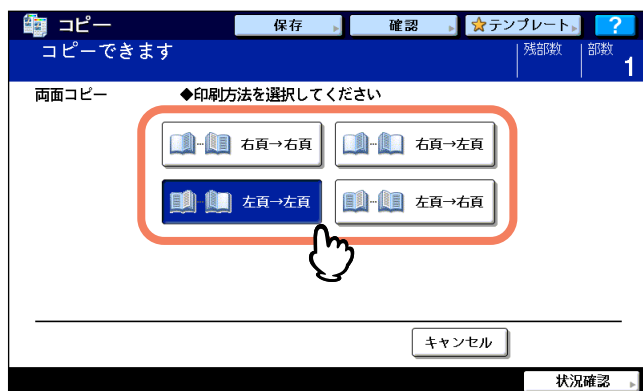 コピー 保存 確認 テンプレート ?
コピーできます 残部数 部数 1
両面コピー ◆印刷方法を選択してください
右頁→右頁 右頁→左頁
左頁→左頁 左頁→右頁
キャンセル
状況確認